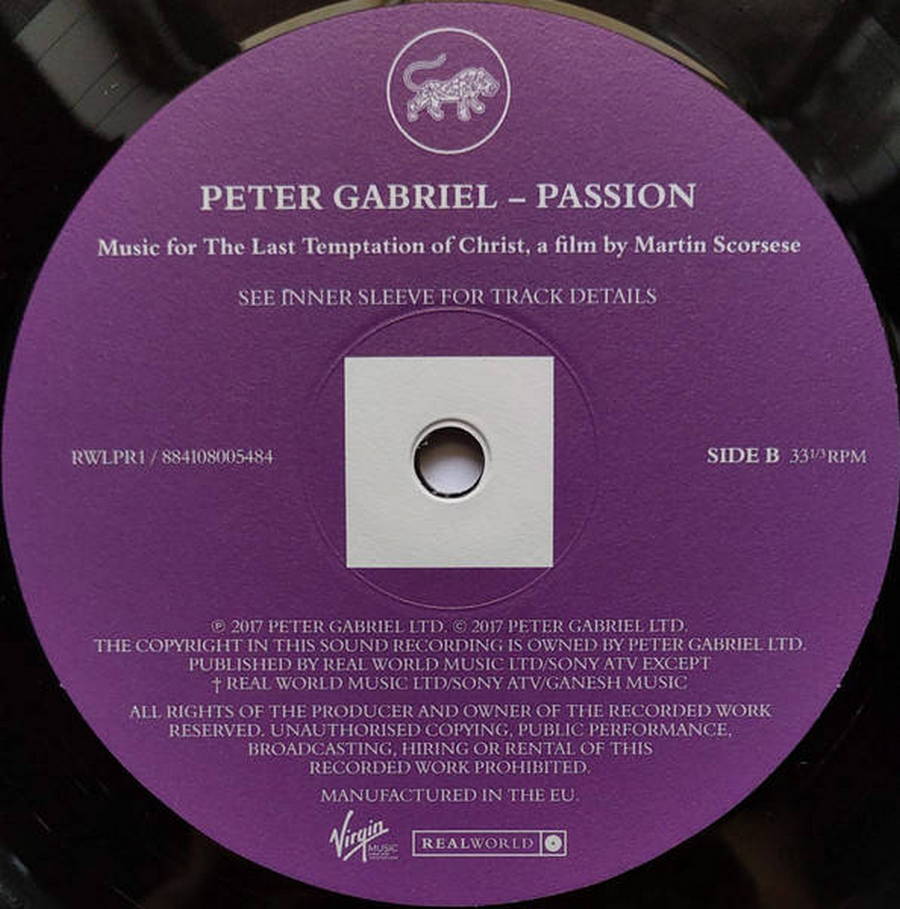 PETER GABRIEL – PASSION
Music for The Last Temptation of Christ, a film by Martin Scorsese
SEE INNER SLEEVE FOR TRACK DETAILS
RWLPR1 / 884108005484
SIDE B 33 1/3 RPM
℗ 2017 PETER GABRIEL LTD. © 2017 PETER GABRIEL LTD.
THE COPYRIGHT IN THIS SOUND RECORDING IS OWNED BY PETER GABRIEL LTD.
PUBLISHED BY REAL WORLD MUSIC LTD/SONY ATV EXCEPT
† REAL WORLD MUSIC LTD/SONY ATV/GANESH MUSIC
ALL RIGHTS OF THE PRODUCER AND OWNER OF THE RECORDED WORK
RESERVED. UNAUTHORISED COPYING, PUBLIC PERFORMANCE,
BROADCASTING, HIRING OR RENTAL OF THIS
RECORDED WORK PROHIBITED.
MANUFACTURED IN THE EU.
Virgin MUSIC
REALWORLD